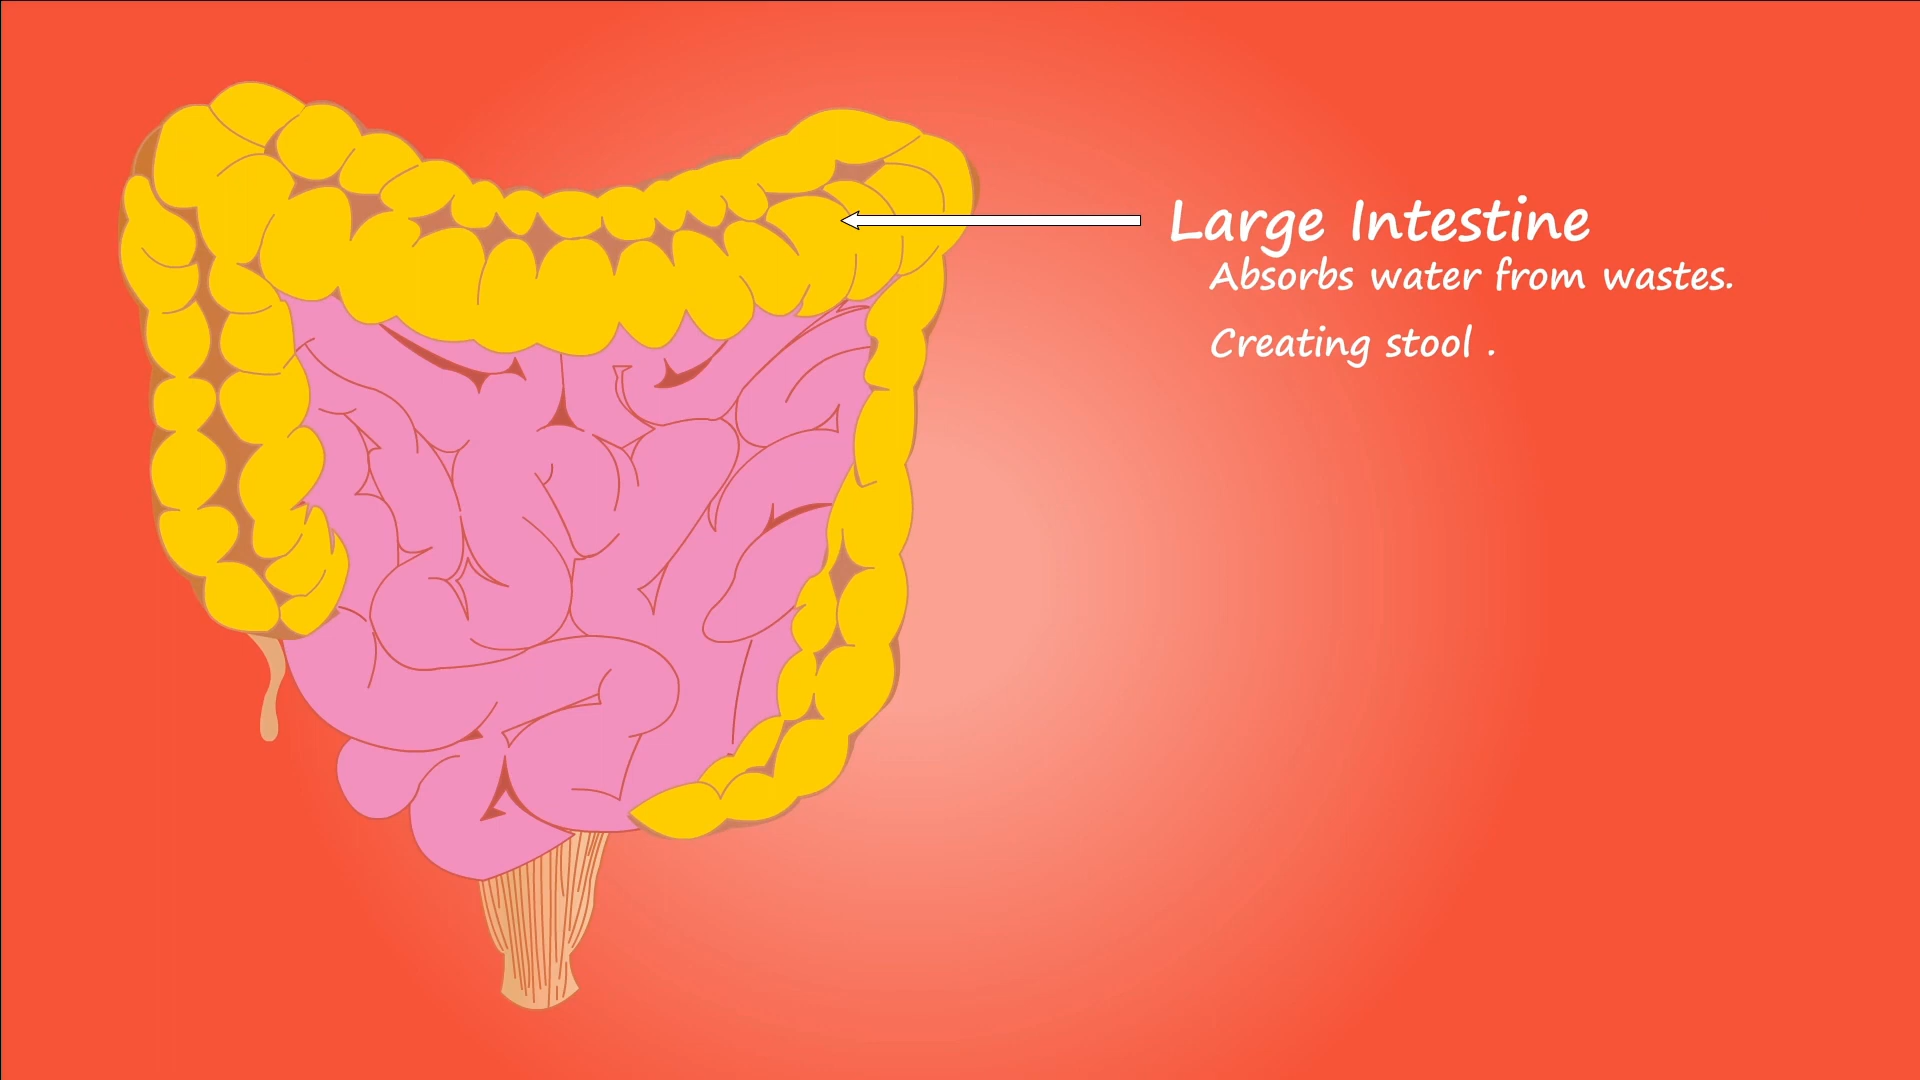 Large Intestine
Absorbs water from wastes.
Creating stool .